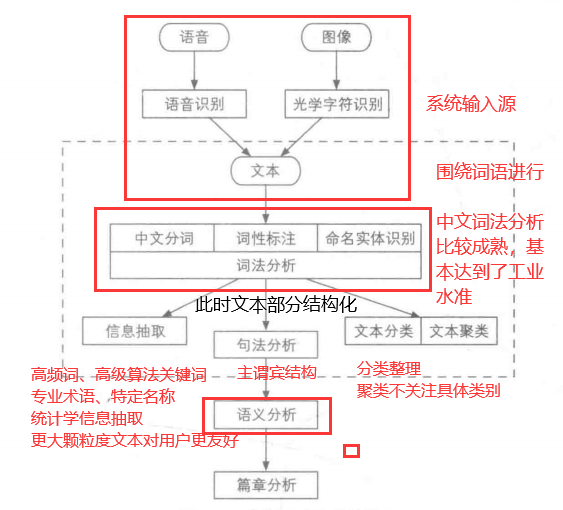 语音
图像
语音识别
光学字符识别
系统输入源
文本
围绕词语进行
中文分词
词性标注
命名实体识别
词法分析
中文词法分析
比较成熟，基
本达到了工业
水准
此时文本部分结构化
信息抽取
句法分析
文本分类
文本聚类
高频词、高级算法关键词
专业术语、特定名称
统计学信息抽取
更大颗粒度文本对用户更友好
主谓宾结构
分类整理
聚类不关注具体类别
语义分析
篇章分析